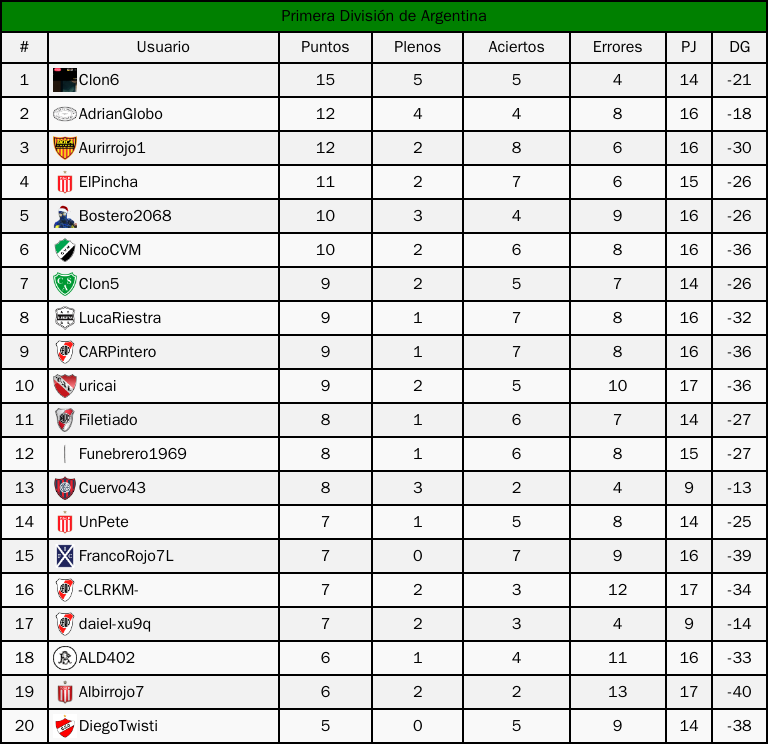 Primera División de Argentina
# Usuario Puntos Plenos Aciertos Errores PJ DG
1 Clon6 15 5 5 4 14 -21
2 AdrianGlobo 12 4 4 8 16 -18
3 Aurirrojo1 12 2 8 6 16 -30
4 ElPincha 11 2 7 6 15 -26
5 Bostero2068 10 3 4 9 16 -26
6 NicoCVM 10 2 6 8 16 -36
7 Clon5 9 2 5 7 14 -26
8 LucaRiestra 9 1 7 8 16 -32
9 CARPintero 9 1 7 8 16 -36
10 uricai 9 2 5 10 17 -36
11 Filetiado 8 1 6 7 14 -27
12 Funebrero1969 8 1 6 8 15 -27
13 Cuervo43 8 3 2 4 9 -13
14 UnPete 7 1 5 8 14 -25
15 FrancoRojo7L 7 0 7 9 16 -39
16 -CLRKM- 7 2 3 12 17 -34
17 daiel-xu9q 7 2 3 4 9 -14
18 ALD402 6 1 4 11 16 -33
19 Albirrojo7 6 2 2 13 17 -40
20 DiegoTwisti 5 0 5 9 14 -38